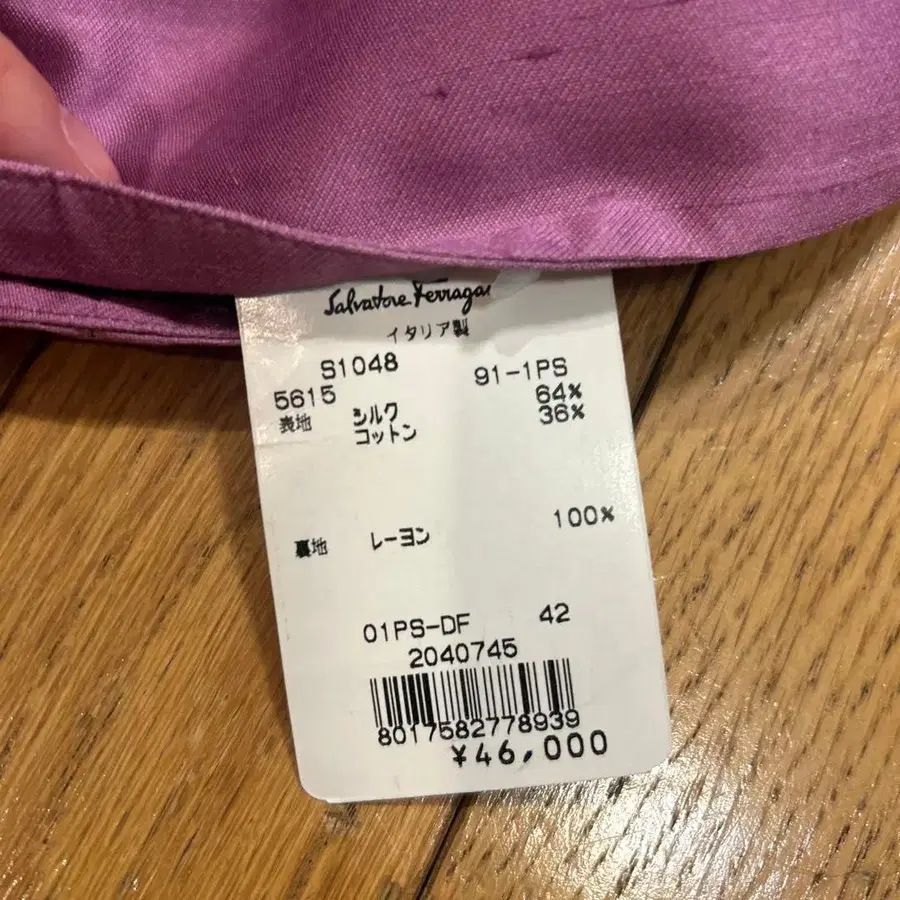 Salvatore Ferraga
イタリア製
S1048 91-1PS
5615 64%
表地 シルク 36%
コットン
100%
裏地 レーヨン
01PS-DF 42
2040745
8017582778939
¥46,000